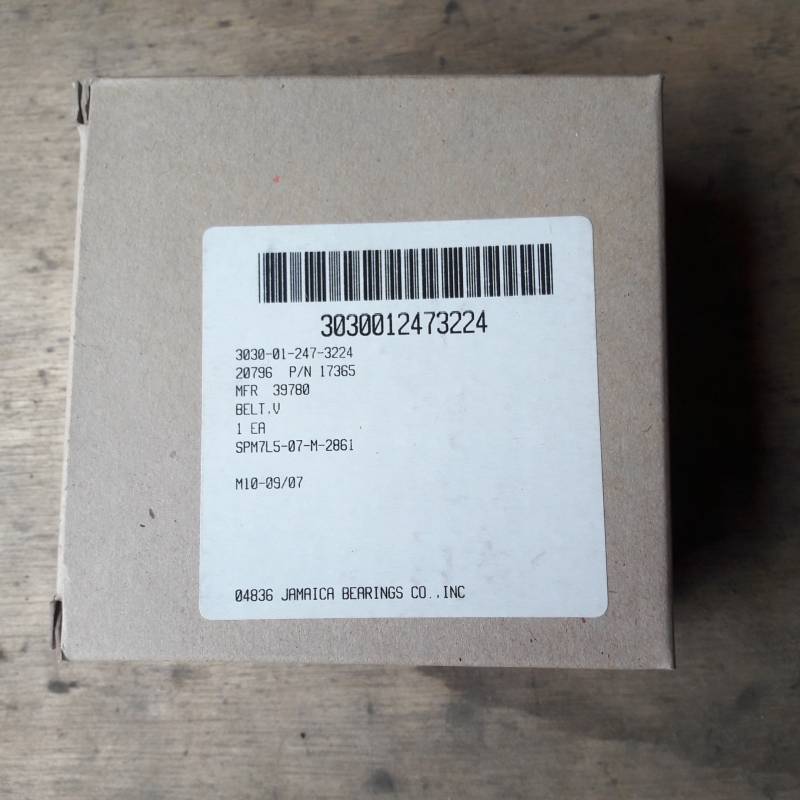 3030012473224
3030-01-247-3224
20796 P/N 17365
MFR 39780
BELT,V
1 EA
SPM7L5-07-M-2861
M10-09/07
04836 JAMAICA BEARINGS CO.,INC